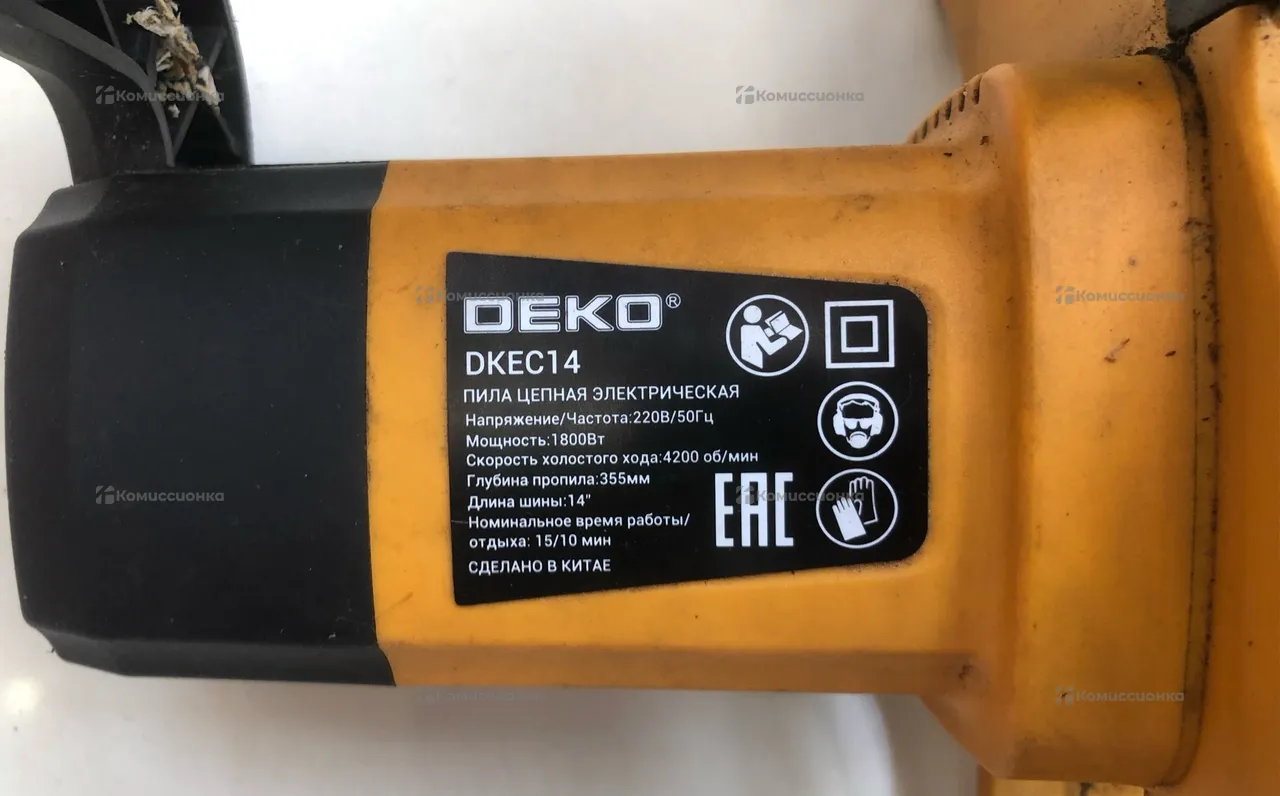 Комиссионка
Комиссионка
Комиссионка
Комиссионка
DEKO®
DKEC14
ПИЛА ЦЕПНАЯ ЭЛЕКТРИЧЕСКАЯ
Напряжение/Частота:220В/50Гц
Мощность:1800Вт
Скорость холостого хода:4200 об/мин
Глубина пропила:355мм
Длина шины:14"
Номинальное время работы/
отдыха: 15/10 мин
СДЕЛАНО В КИТАЕ
EAC
Комиссионка
Комиссионка
Комиссионка
Комиссионка